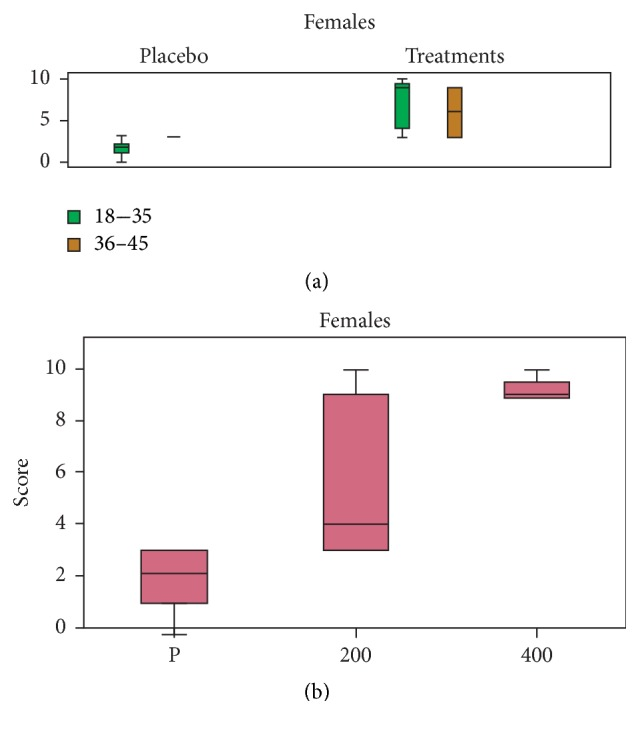 Females
Placebo Treatments
10
5
0
18–35
36–45
(a)
Females
10
8
6
4
2
0
Score
P 200 400
(b)